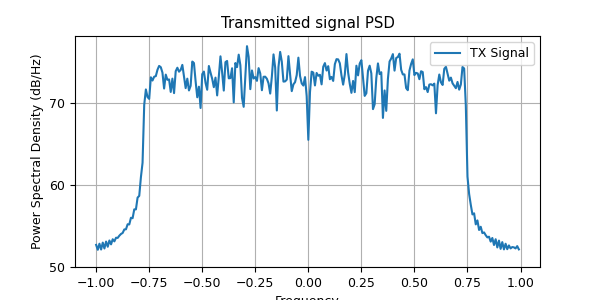 Transmitted signal PSD
TX Signal
Power Spectral Density (dB/Hz)
70
60
50
−1.00 −0.75 −0.50 −0.25 0.00 0.25 0.50 0.75 1.00
Frequency